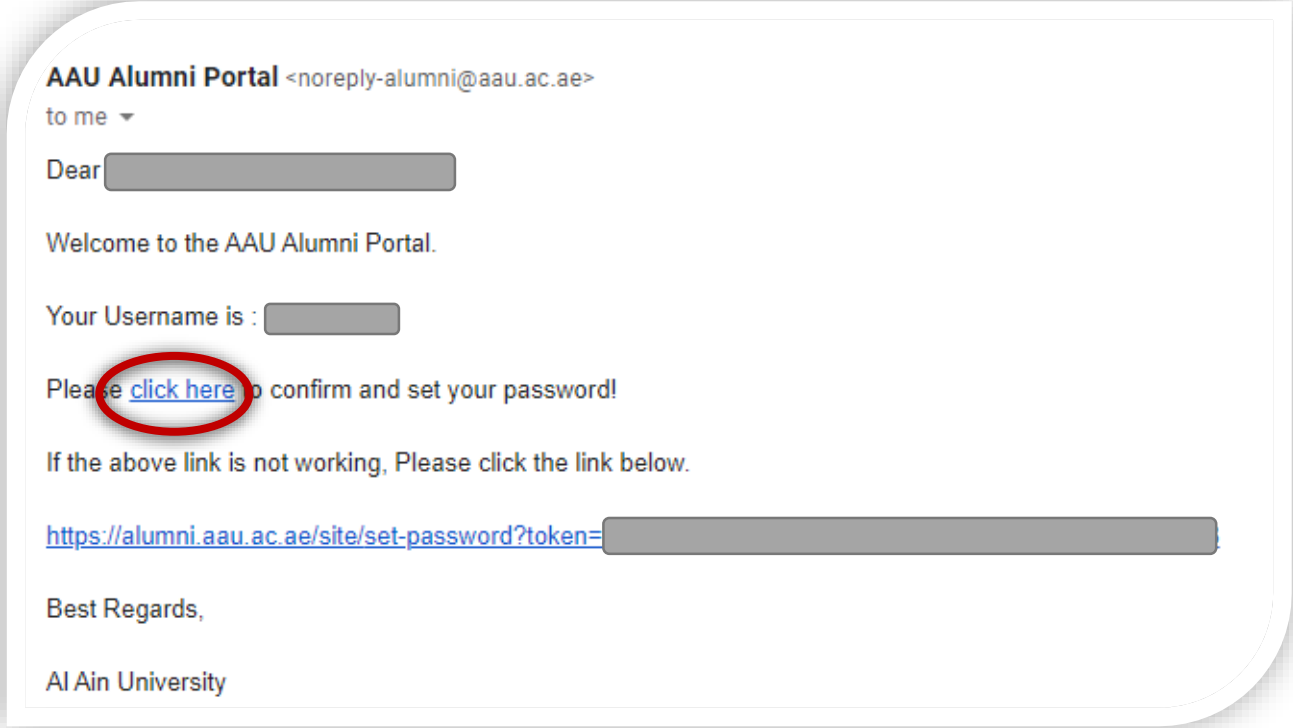 AAU Alumni Portal <noreply-alumni@aau.ac.ae>
to me
Dear
Welcome to the AAU Alumni Portal.
Your Username is :
Please click here to confirm and set your password!
If the above link is not working, Please click the link below.
https://alumni.aau.ac.ae/site/set-password?token=
Best Regards,
Al Ain University